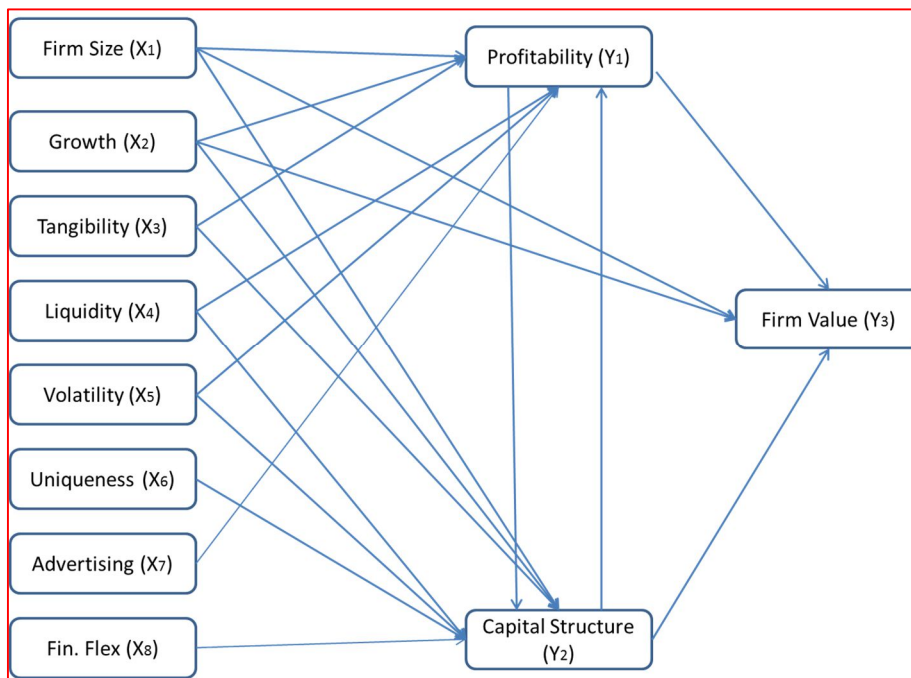 Firm Size (X1)
Growth (X2)
Tangibility (X3)
Liquidity (X4)
Volatility (X5)
Uniqueness (X6)
Advertising (X7)
Fin. Flex (X8)
Profitability (Y1)
Capital Structure
(Y2)
Firm Value (Y3)